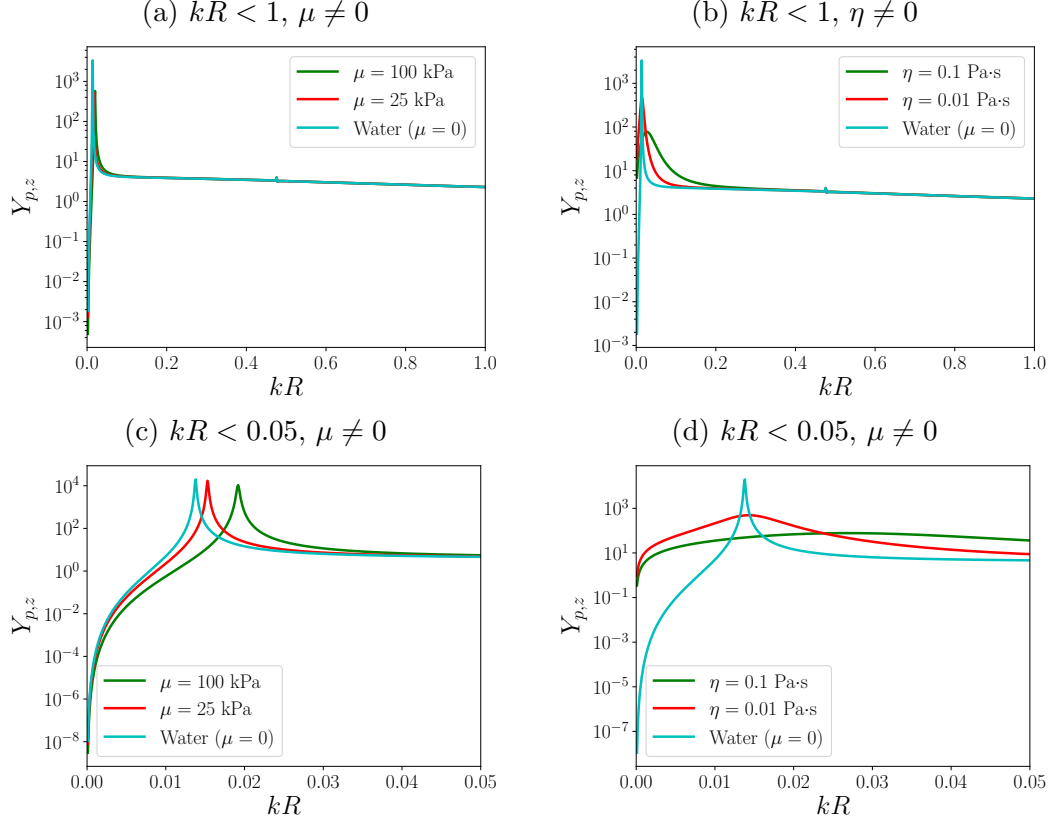 (a) kR < 1, μ ≠ 0
10³
10²
10¹
10⁰
10⁻¹
10⁻²
10⁻³
Y_{p,z}
μ = 100 kPa
μ = 25 kPa
Water (μ = 0)
0.0 0.2 0.4 0.6 0.8 1.0
kR
(b) kR < 1, η ≠ 0
10³
10²
10¹
10⁰
10⁻¹
10⁻²
10⁻³
Y_{p,z}
η = 0.1 Pa·s
η = 0.01 Pa·s
Water (μ = 0)
0.0 0.2 0.4 0.6 0.8 1.0
kR
(c) kR < 0.05, μ ≠ 0
10⁴
10²
10⁰
10⁻²
10⁻⁴
10⁻⁶
10⁻⁸
Y_{p,z}
μ = 100 kPa
μ = 25 kPa
Water (μ = 0)
0.00 0.01 0.02 0.03 0.04 0.05
kR
(d) kR < 0.05, μ ≠ 0
10³
10¹
10⁻¹
10⁻³
10⁻⁵
10⁻⁷
Y_{p,z}
η = 0.1 Pa·s
η = 0.01 Pa·s
Water (μ = 0)
0.00 0.01 0.02 0.03 0.04 0.05
kR